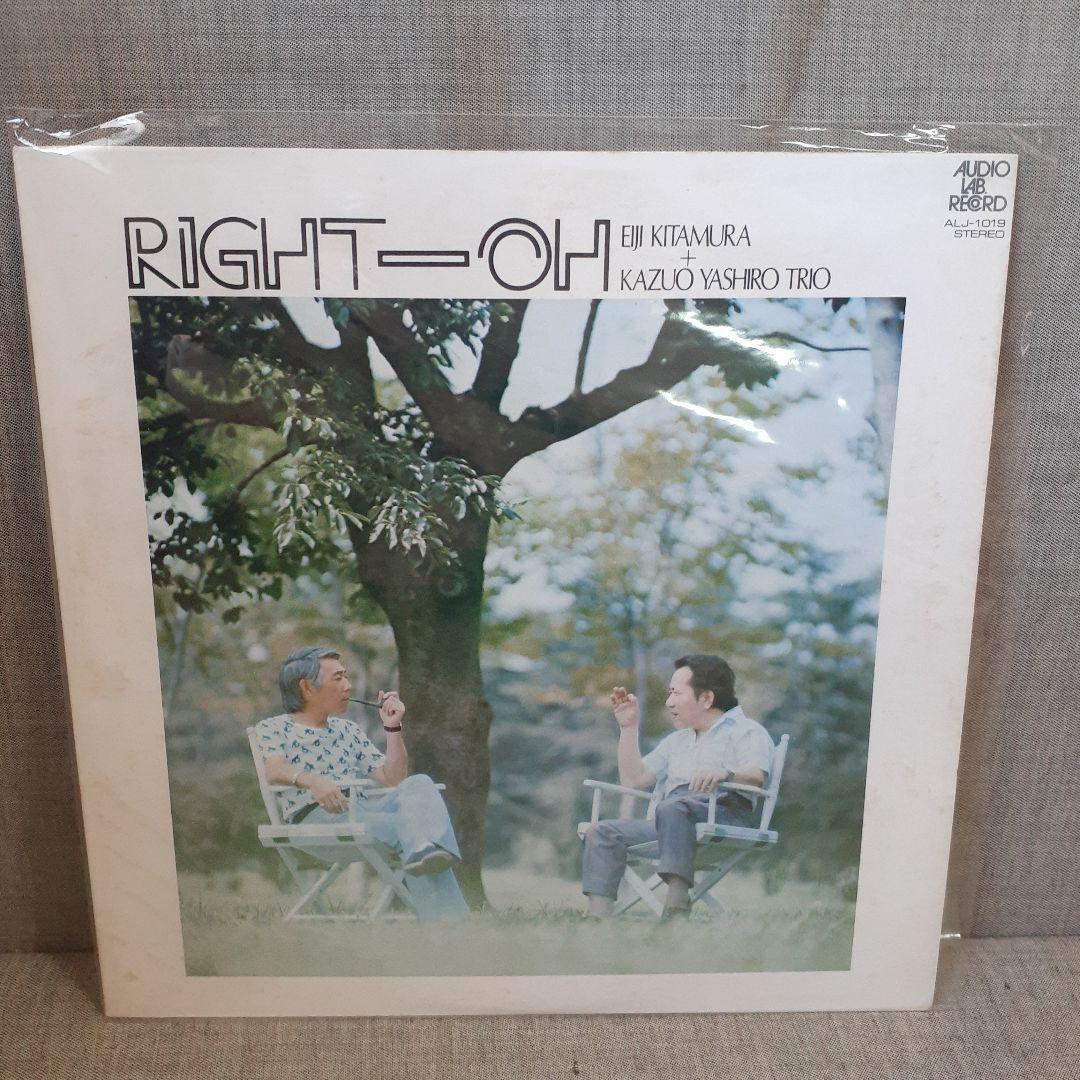 RIGHT—OH
EIJI KITAMURA
+
KAZUO YASHIRO TRIO
AUDIO
LAB.
RECORD
ALJ-1019
STEREO